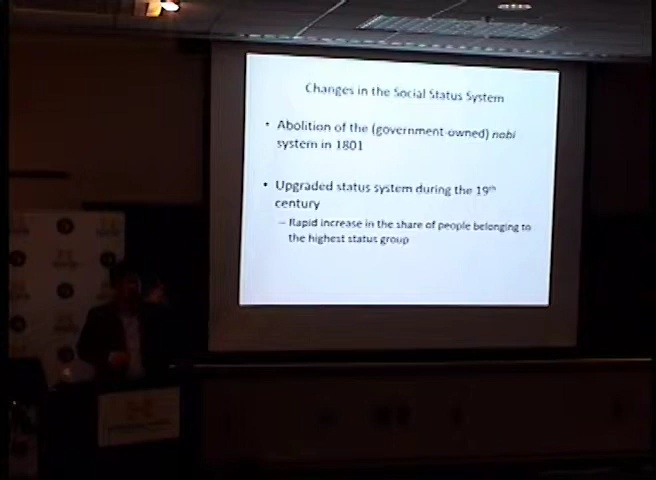 Changes in the Social Status System
• Abolition of the (government-owned) nobi
system in 1801
• Upgraded status system during the 19th
century
– Rapid increase in the share of people belonging to
the highest status group